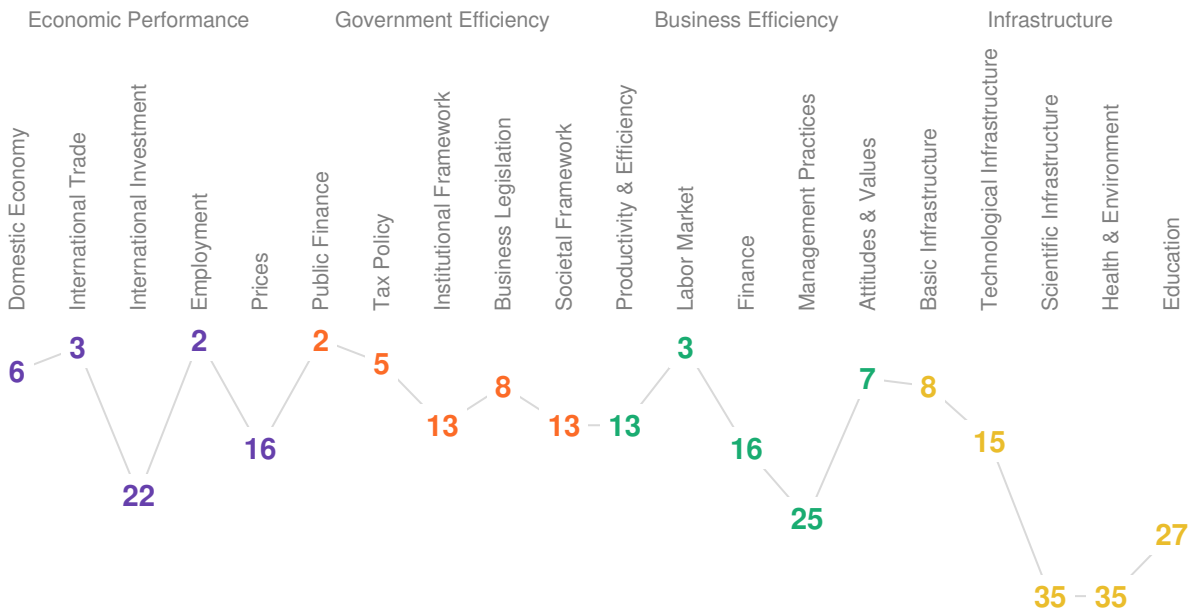 Economic Performance
Government Efficiency
Business Efficiency
Infrastructure
Domestic Economy
International Trade
International Investment
Employment
Prices
Public Finance
Tax Policy
Institutional Framework
Business Legislation
Societal Framework
Productivity & Efficiency
Labor Market
Finance
Management Practices
Attitudes & Values
Basic Infrastructure
Technological Infrastructure
Scientific Infrastructure
Health & Environment
Education
6
3
22
2
16
2
5
13
8
13
13
3
16
25
7
8
15
35
35
27